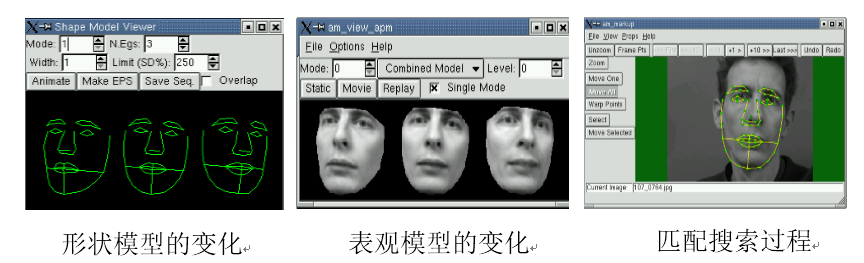 Shape Model Viewer
Mode: 1 N.Egs: 3
Width: 1 Limit (SD%): 250
Animate Make EPS Save Seq. Overlap
形状模型的变化
am_view_apm
File Options Help
Mode: 0 Combined Model Level: 0
Static Movie Replay Single Mode
表观模型的变化
am_markup
File View Props Help
Unzoom Frame Pts +1 > +10 >> Last >>> Undo Redo
Zoom
Move One
Move All
Warp Points
Select
Move Selected
Current Image: 107_0764.jpg
匹配搜索过程